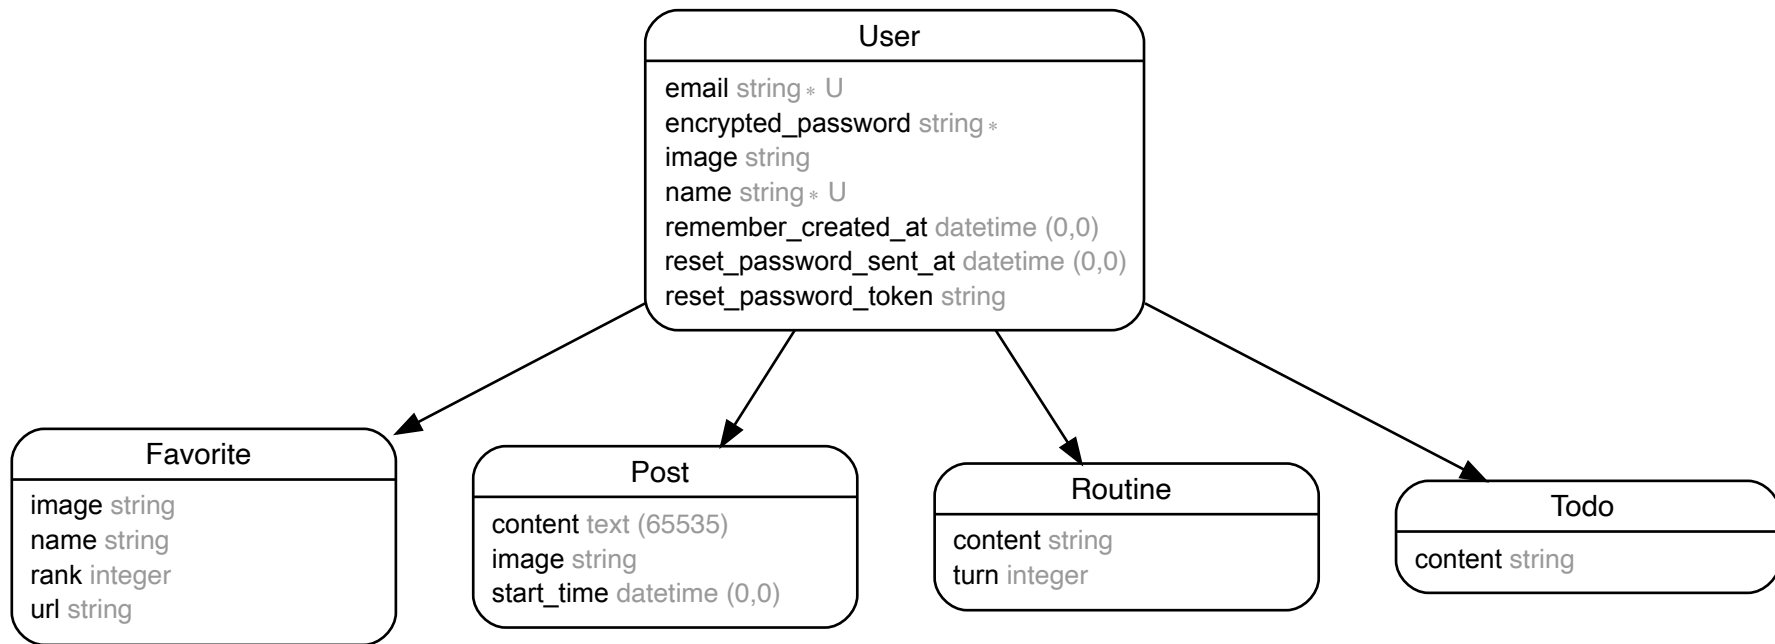 User
email string * U
encrypted_password string *
image string
name string * U
remember_created_at datetime (0,0)
reset_password_sent_at datetime (0,0)
reset_password_token string
Favorite
image string
name string
rank integer
url string
Post
content text (65535)
image string
start_time datetime (0,0)
Routine
content string
turn integer
Todo
content string